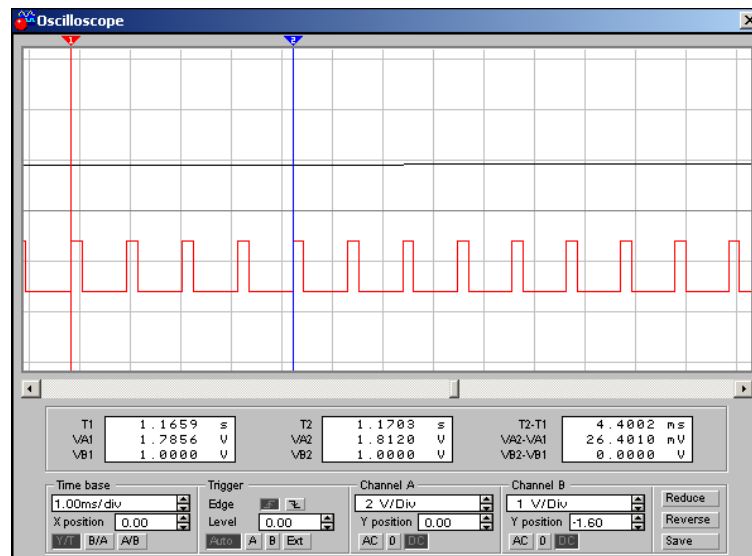 Oscilloscope
1 2
T1 1.1659 s T2 1.1703 s T2-T1 4.4002 ms
VA1 1.7856 V VA2 1.8120 V VA2-VA1 26.4010 mV
VB1 1.0000 V VB2 1.0000 V VB2-VB1 0.0000 V
Time base Trigger Channel A Channel B
1.00ms/div Edge 2 V/Div 1 V/Div Reduce
X position 0.00 Level 0.00 Y position 0.00 Y position -1.60 Reverse
Y/T B/A A/B Auto A B Ext AC 0 DC AC 0 DC Save